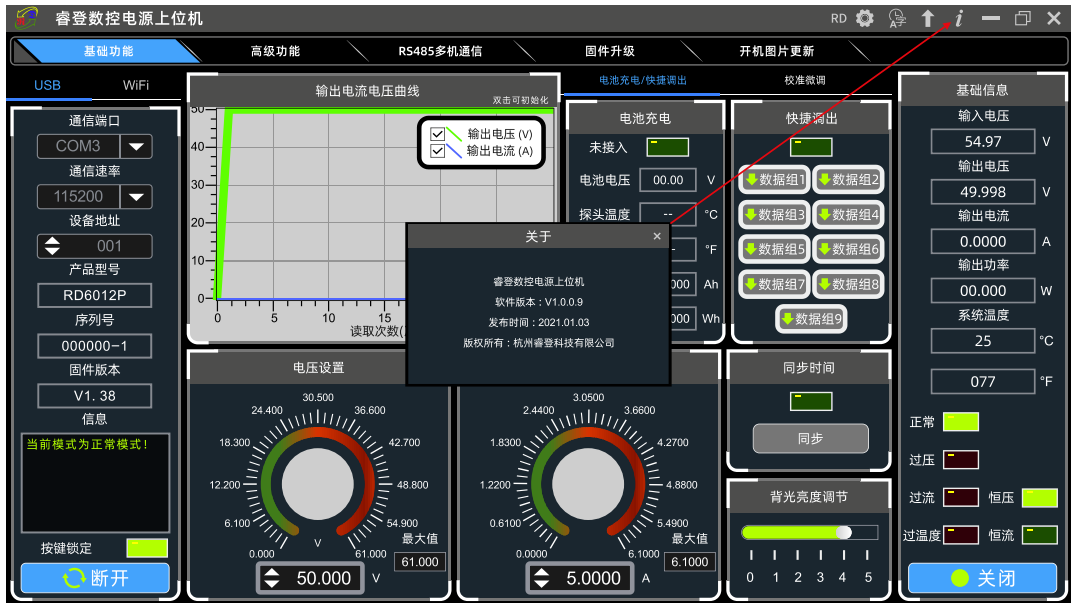 睿登数控电源上位机
RD
基础功能
高级功能
RS485多机通信
固件升级
开机图片更新
USB
WiFi
通信端口
COM3
通信速率
115200
设备地址
001
产品型号
RD6012P
序列号
000000-1
固件版本
V1.38
信息
当前模式为正常模式!
按键锁定
断开
输出电流电压曲线
双击可初始化
输出电压(V)
输出电流(A)
50
40
30
20
10
0
0
5
10
15
读取次数(
电池充电/快捷调出
校准微调
电池充电
未接入
电池电压 00.00 V
探头温度 -- °C
- °F
000 Ah
000 Wh
快捷调出
数据组1 数据组2
数据组3 数据组4
数据组5 数据组6
数据组7 数据组8
数据组9
关于
睿登数控电源上位机
软件版本:V1.0.0.9
发布时间:2021.01.03
版权所有:杭州睿登科技有限公司
电压设置
0.000
6.100
12.200
18.300
24.400
30.500
36.600
42.700
48.800
54.900
61.000
V
最大值
61.000
50.000 V
0.000
0.6100
1.2200
1.8300
2.4400
3.0500
3.6600
4.2700
4.8800
5.4900
6.1000
最大值
6.1000
5.0000 A
同步时间
同步
背光亮度调节
0 1 2 3 4 5
基础信息
输入电压
54.97 V
输出电压
49.998 V
输出电流
0.0000 A
输出功率
00.000 W
系统温度
25 °C
077 °F
正常
过压
过流 恒压
过温度 恒流
关闭